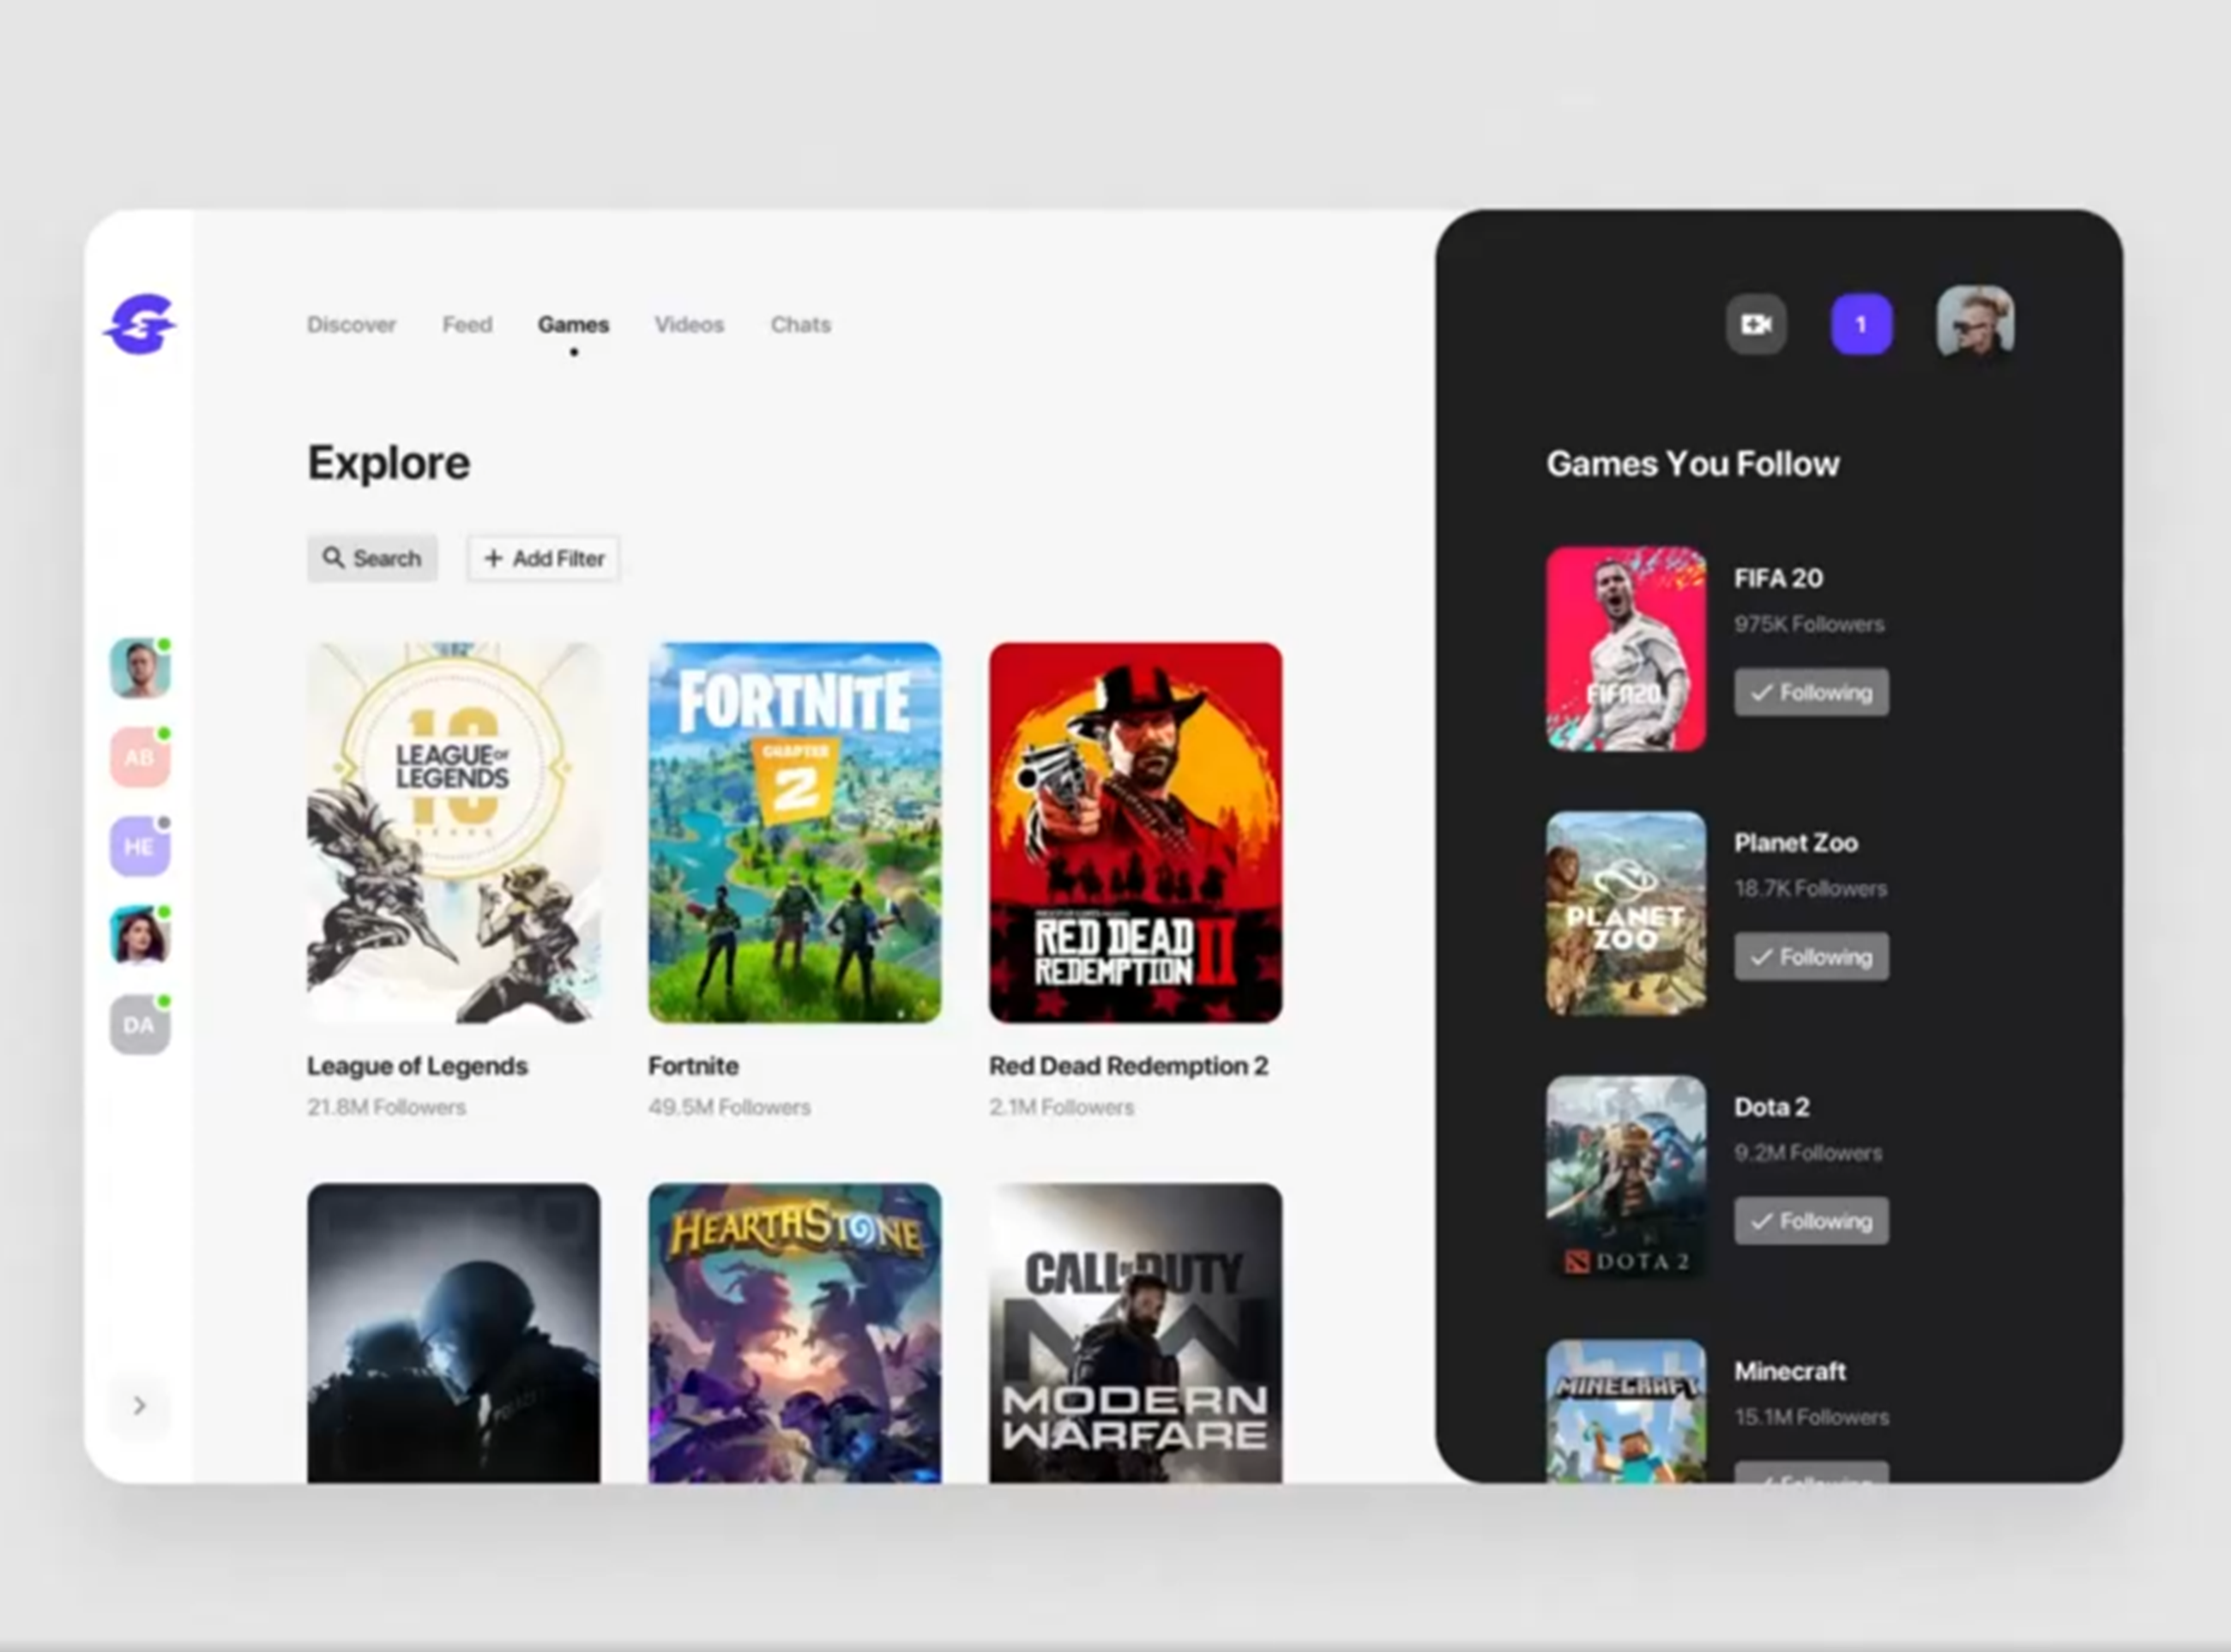 Discover Feed Games Videos Chats
1
Explore
Games You Follow
Search
+ Add Filter
AB
HE
DA
LEAGUE OF
LEGENDS
10
FORTNITE
CHAPTER
2
RED DEAD
REDEMPTION II
League of Legends
21.8M Followers
Fortnite
49.5M Followers
Red Dead Redemption 2
2.1M Followers
HEARTHSTONE
CALL OF DUTY
MW
MODERN
WARFARE
FIFA20
FIFA 20
975K Followers
Following
PLANET
ZOO
Planet Zoo
18.7K Followers
Following
DOTA 2
Dota 2
9.2M Followers
Following
MINECRAFT
Minecraft
15.1M Followers
Following